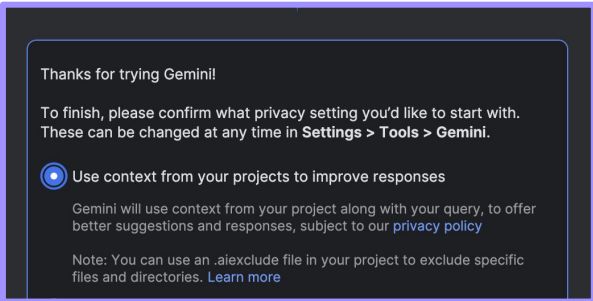 Thanks for trying Gemini!
To finish, please confirm what privacy setting you'd like to start with.
These can be changed at any time in Settings > Tools > Gemini.
Use context from your projects to improve responses
Gemini will use context from your project along with your query, to offer
better suggestions and responses, subject to our privacy policy
Note: You can use an .aiexclude file in your project to exclude specific
files and directories. Learn more